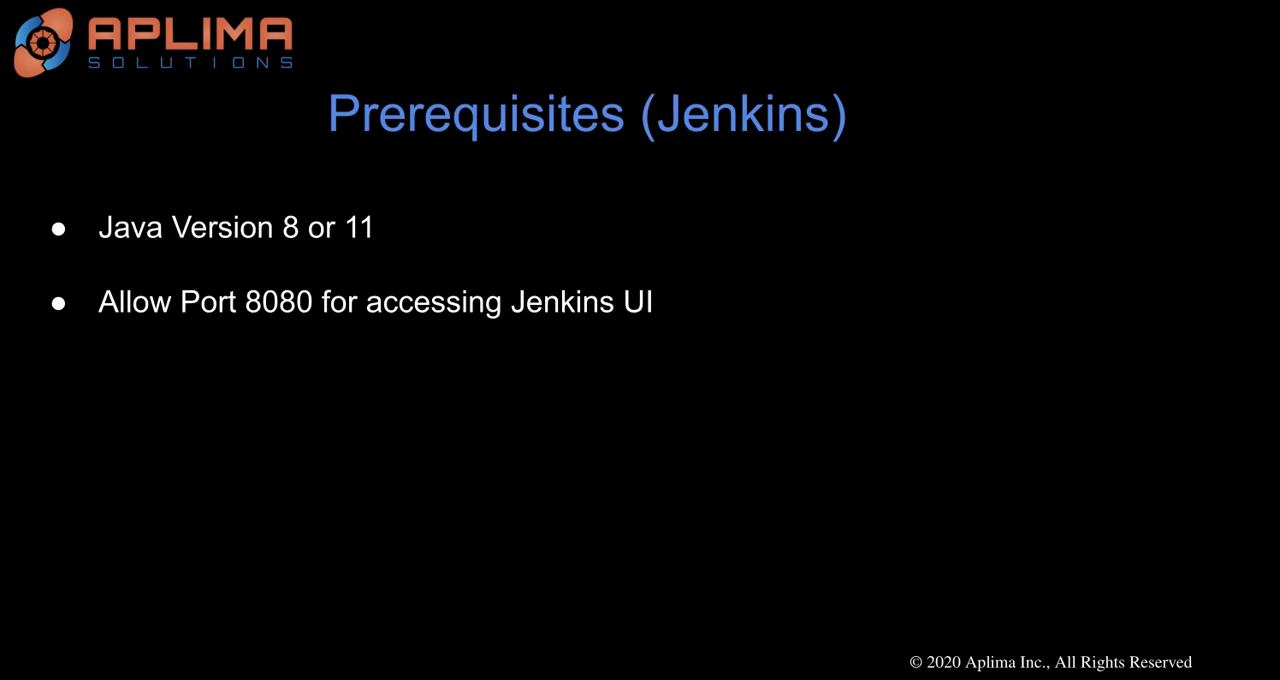 APLIMA
SOLUTIONS
Prerequisites (Jenkins)
● Java Version 8 or 11
● Allow Port 8080 for accessing Jenkins UI
© 2020 Aplima Inc., All Rights Reserved